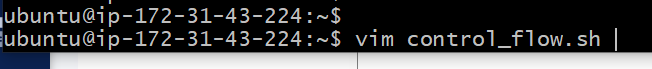 ubuntu@ip-172-31-43-224:~$
ubuntu@ip-172-31-43-224:~$ vim control_flow.sh